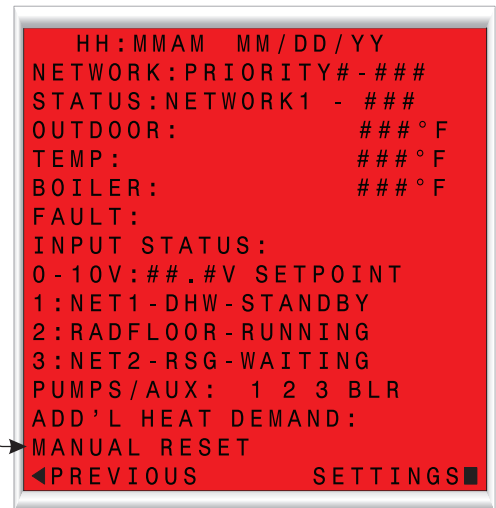 HH:MMAM MM/DD/YY
NETWORK:PRIORITY#-###
STATUS:NETWORK1 - ###
OUTDOOR: ###°F
TEMP: ###°F
BOILER: ###°F
FAULT:
INPUT STATUS:
0-10V:##.#V SETPOINT
1:NET1-DHW-STANDBY
2:RADFLOOR-RUNNING
3:NET2-RSG-WAITING
PUMPS/AUX: 1 2 3 BLR
ADD'L HEAT DEMAND:
MANUAL RESET
◀PREVIOUS SETTINGS■